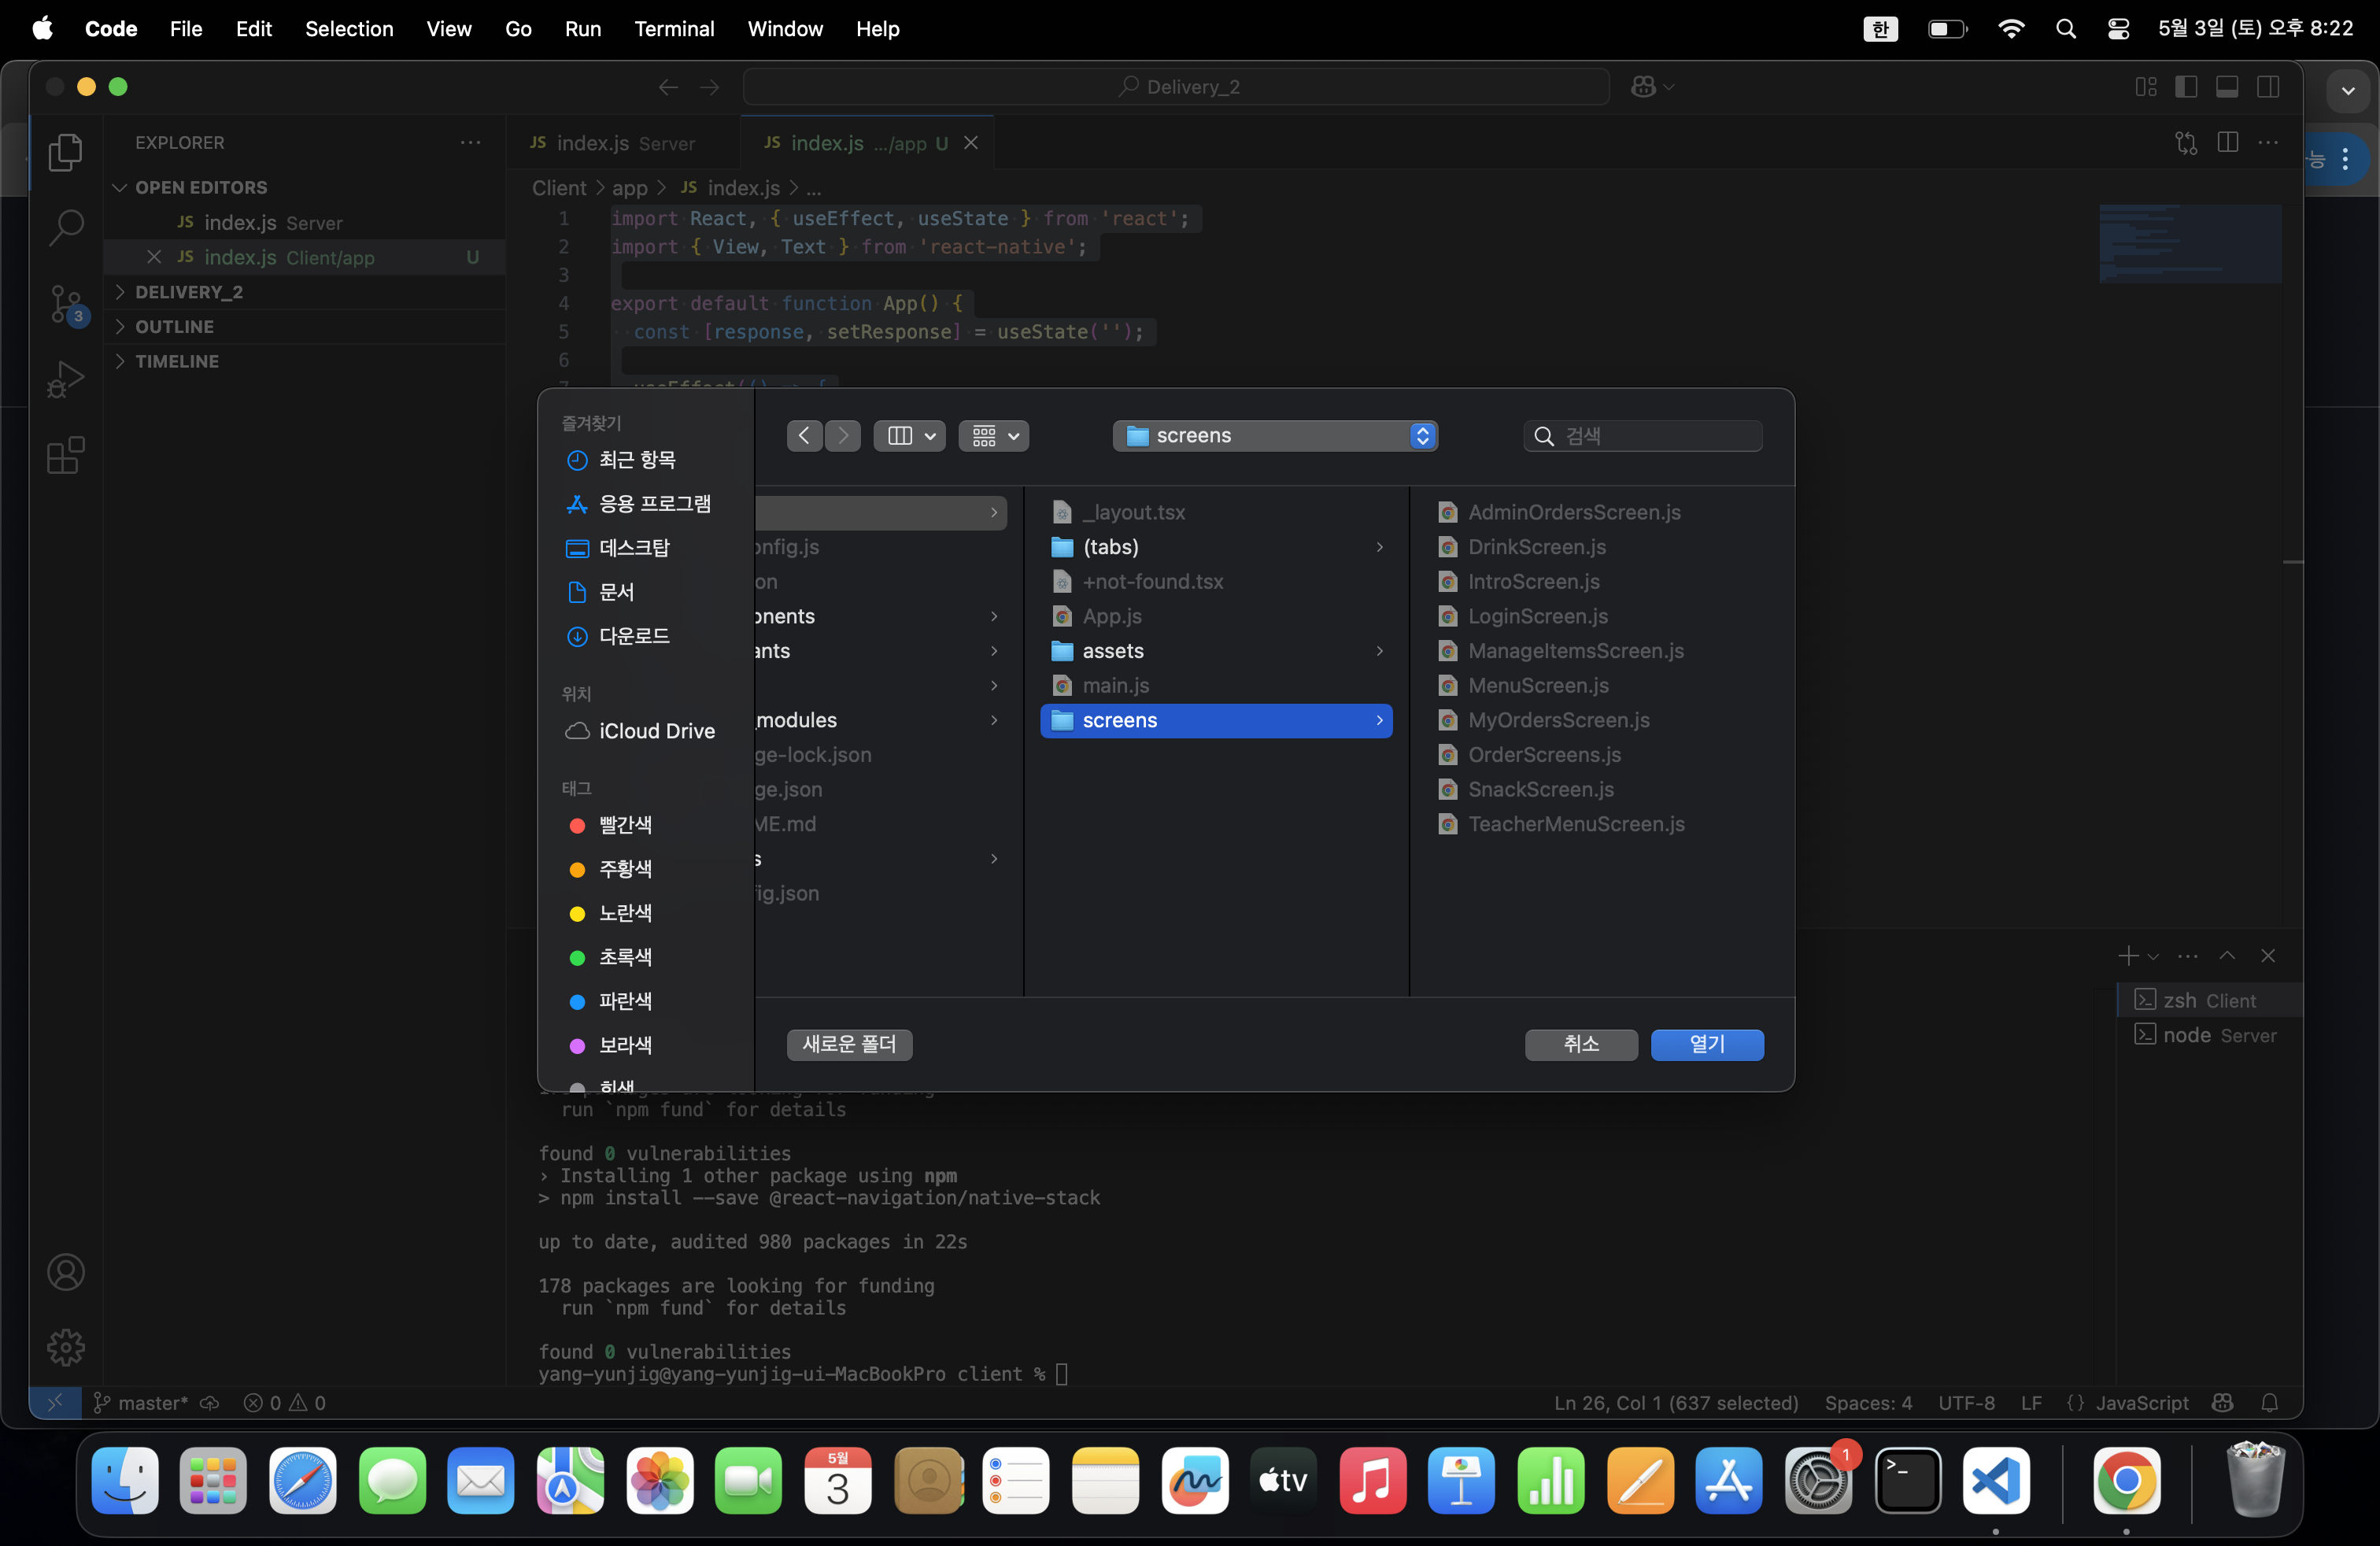 Code File Edit Selection View Go Run Terminal Window Help
한 5월 3일 (토) 오후 8:22
Delivery_2
EXPLORER
OPEN EDITORS
JS index.js Server
JS index.js Client/app U
DELIVERY_2
OUTLINE
TIMELINE
3
JS index.js Server
JS index.js .../app U
Client > app > JS index.js > ...
1 import React, { useEffect, useState } from 'react';
2 import { View, Text } from 'react-native';
3
4 export default function App() {
5 const [response, setResponse] = useState('');
6
7 useEffect(() => {
즐겨찾기
최근 항목
응용 프로그램
데스크탑
문서
다운로드
위치
iCloud Drive
태그
빨간색
주황색
노란색
초록색
파란색
보라색
회색
screens
검색
onfig.js
on
onents
ants
_modules
ge-lock.json
ge.json
ME.md
s
ig.json
_layout.tsx
(tabs)
+not-found.tsx
App.js
assets
main.js
screens
AdminOrdersScreen.js
DrinkScreen.js
IntroScreen.js
LoginScreen.js
ManageItemsScreen.js
MenuScreen.js
MyOrdersScreen.js
OrderScreens.js
SnackScreen.js
TeacherMenuScreen.js
새로운 폴더
취소
열기
능
zsh Client
node Server
run `npm fund` for details
found 0 vulnerabilities
› Installing 1 other package using npm
> npm install --save @react-navigation/native-stack
up to date, audited 980 packages in 22s
178 packages are looking for funding
run `npm fund` for details
found 0 vulnerabilities
yang-yunjig@yang-yunjig-ui-MacBookPro client %
master* 0 0
Ln 26, Col 1 (637 selected) Spaces: 4 UTF-8 LF {} JavaScript
5월
3
tv
1
>_